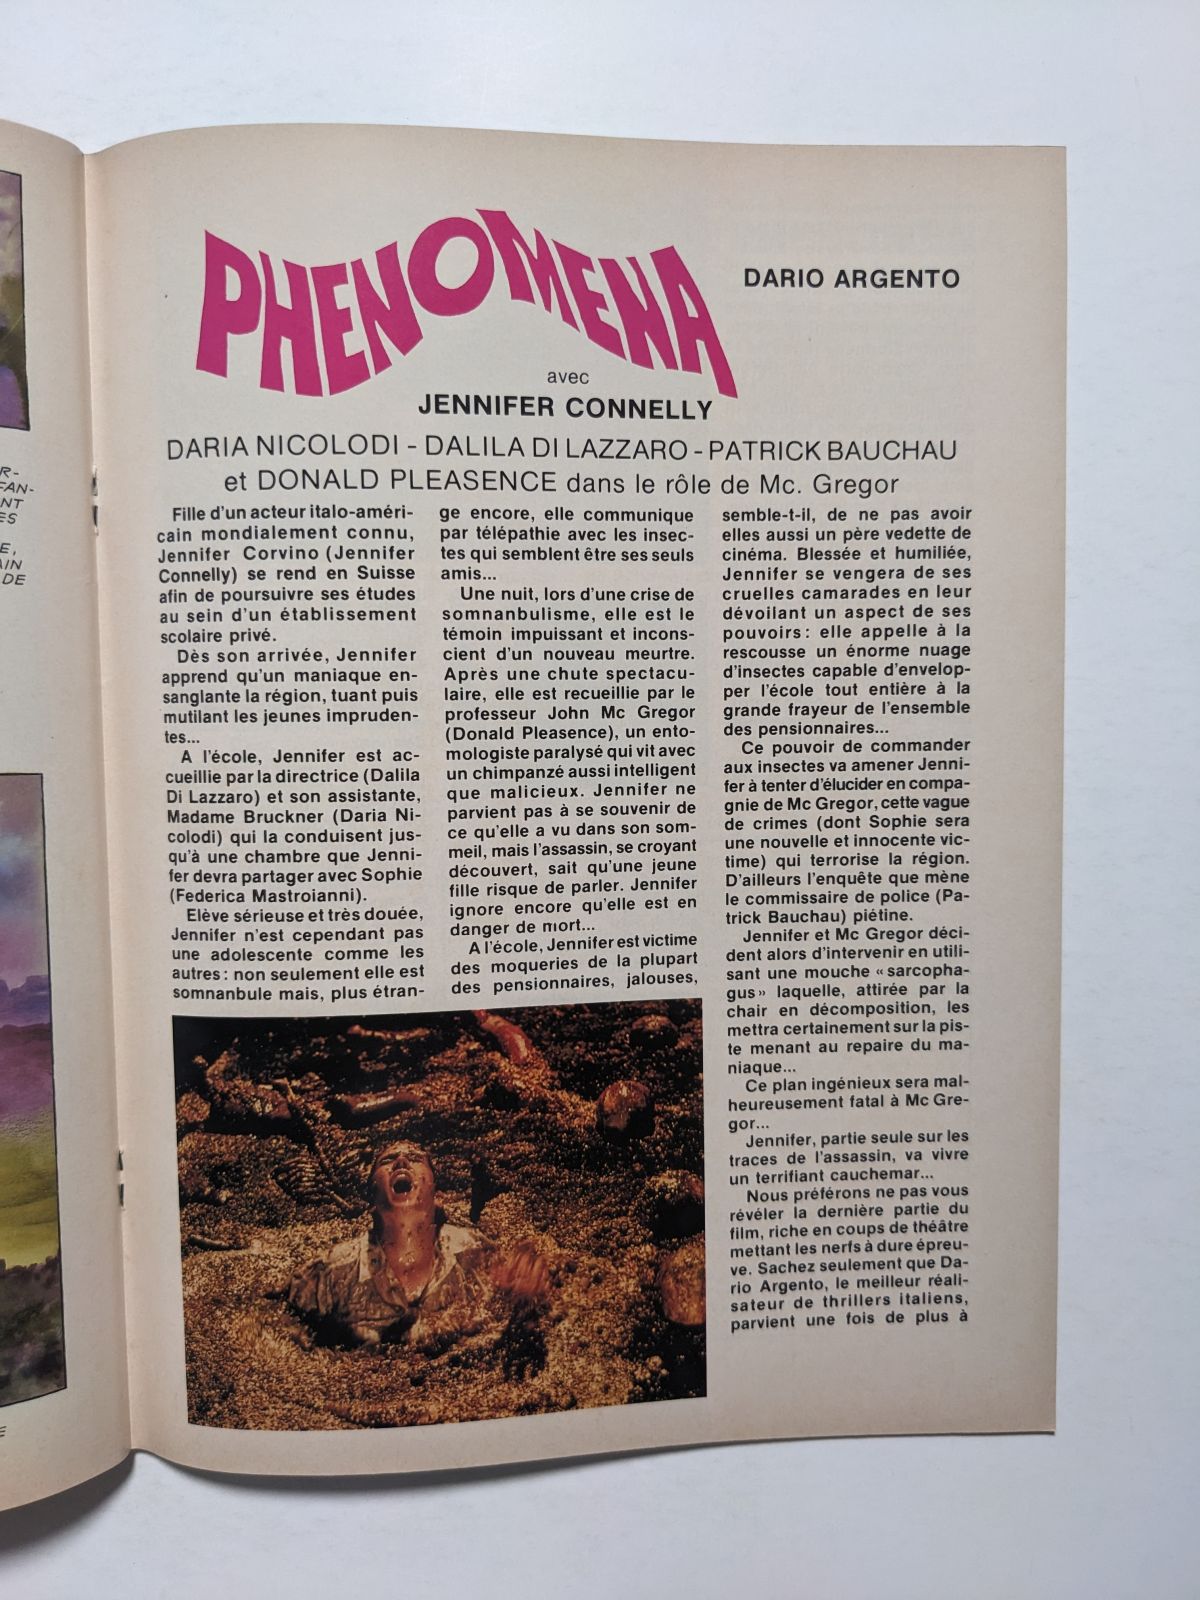 R-
FAN-
NT
ES
E,
AIN
DE
E
PHENOMENA
DARIO ARGENTO
avec
JENNIFER CONNELLY
DARIA NICOLODI - DALILA DI LAZZARO - PATRICK BAUCHAU
et DONALD PLEASENCE dans le rôle de Mc. Gregor
Fille d'un acteur italo-améri-
cain mondialement connu,
Jennifer Corvino (Jennifer
Connelly) se rend en Suisse
afin de poursuivre ses études
au sein d'un établissement
scolaire privé.
Dès son arrivée, Jennifer
apprend qu'un maniaque en-
sanglante la région, tuant puis
mutilant les jeunes impruden-
tes...
A l'école, Jennifer est ac-
cueillie par la directrice (Dalila
Di Lazzaro) et son assistante,
Madame Bruckner (Daria Ni-
colodi) qui la conduisent jus-
qu'à une chambre que Jenni-
fer devra partager avec Sophie
(Federica Mastroianni).
Elève sérieuse et très douée,
Jennifer n'est cependant pas
une adolescente comme les
autres : non seulement elle est
somnanbule mais, plus étran-
ge encore, elle communique
par télépathie avec les insec-
tes qui semblent être ses seuls
amis...
Une nuit, lors d'une crise de
somnanbulisme, elle est le
témoin impuissant et incons-
cient d'un nouveau meurtre.
Après une chute spectacu-
laire, elle est recueillie par le
professeur John Mc Gregor
(Donald Pleasence), un ento-
mologiste paralysé qui vit avec
un chimpanzé aussi intelligent
que malicieux. Jennifer ne
parvient pas à se souvenir de
ce qu'elle a vu dans son som-
meil, mais l'assassin, se croyant
découvert, sait qu'une jeune
fille risque de parler. Jennifer
ignore encore qu'elle est en
danger de mort...
A l'école, Jennifer est victime
des moqueries de la plupart
des pensionnaires, jalouses,
semble-t-il, de ne pas avoir
elles aussi un père vedette de
cinéma. Blessée et humiliée,
Jennifer se vengera de ses
cruelles camarades en leur
dévoilant un aspect de ses
pouvoirs : elle appelle à la
rescousse un énorme nuage
d'insectes capable d'envelop-
per l'école tout entière à la
grande frayeur de l'ensemble
des pensionnaires...
Ce pouvoir de commander
aux insectes va amener Jenni-
fer à tenter d'élucider en compa-
gnie de Mc Gregor, cette vague
de crimes (dont Sophie sera
une nouvelle et innocente vic-
time) qui terrorise la région.
D'ailleurs l'enquête que mène
le commissaire de police (Pa-
trick Bauchau) piétine.
Jennifer et Mc Gregor déci-
dent alors d'intervenir en utili-
sant une mouche « sarcopha-
gus » laquelle, attirée par la
chair en décomposition, les
mettra certainement sur la pis-
te menant au repaire du ma-
niaque...
Ce plan ingénieux sera mal-
heureusement fatal à Mc Gre-
gor...
Jennifer, partie seule sur les
traces de l'assassin, va vivre
un terrifiant cauchemar...
Nous préférons ne pas vous
révéler la dernière partie du
film, riche en coups de théâtre
mettant les nerfs à dure épreu-
ve. Sachez seulement que Da-
rio Argento, le meilleur réali-
sateur de thrillers italiens,
parvient une fois de plus à